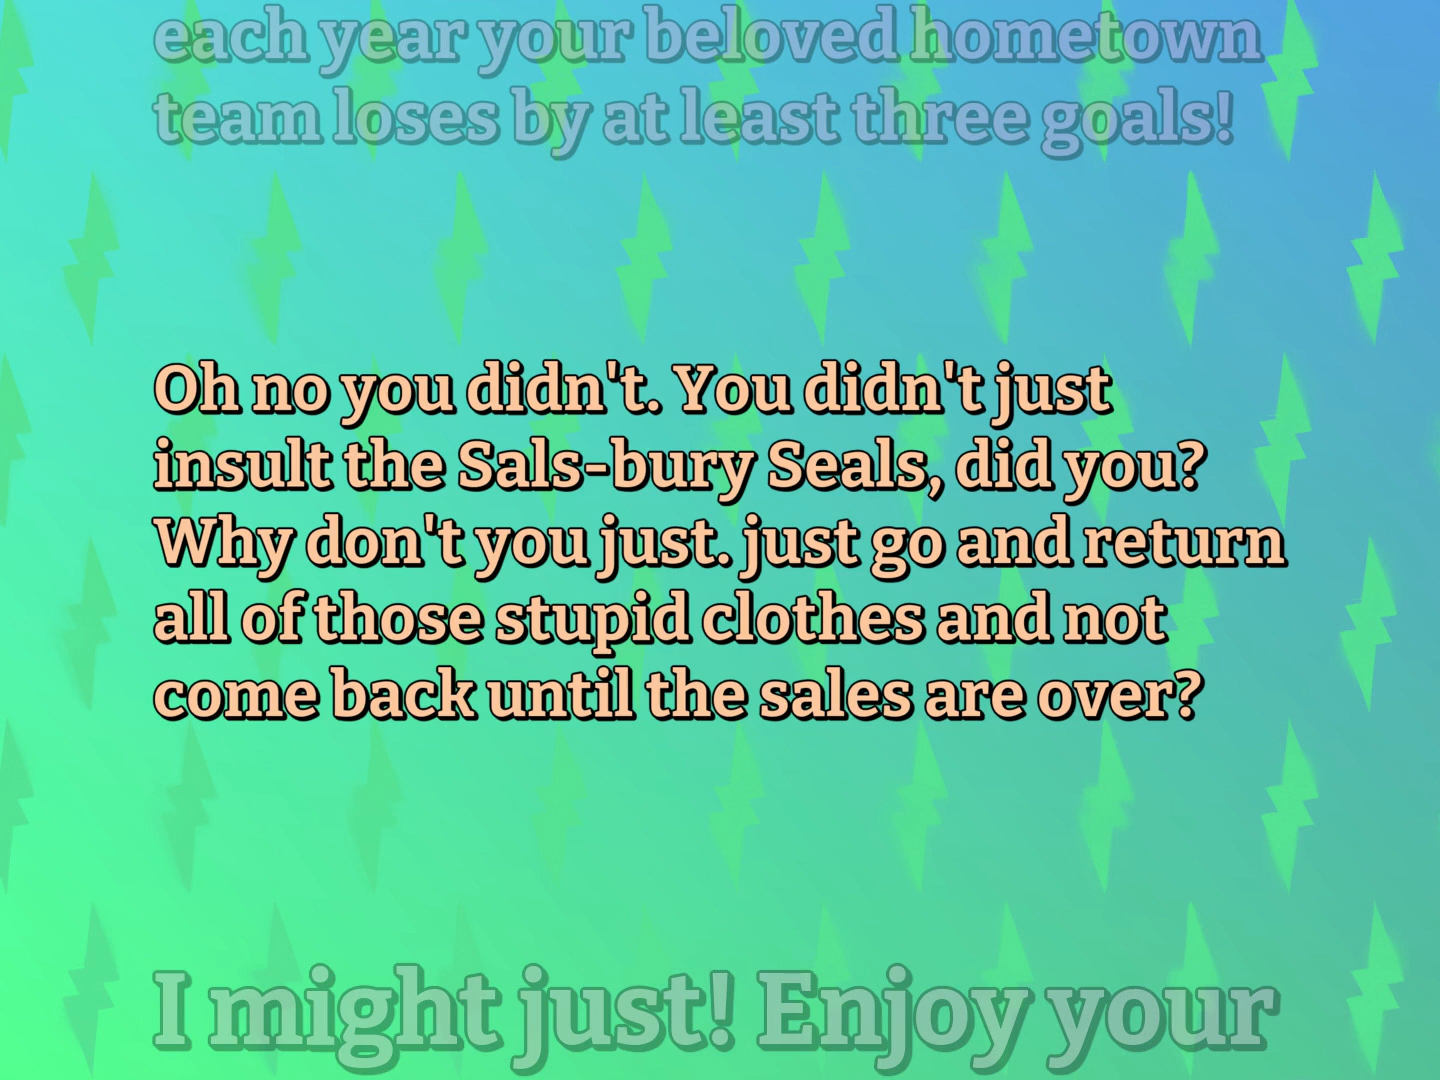 each year your beloved hometown
team loses by at least three goals!
Oh no you didn't. You didn't just
insult the Sals-bury Seals, did you?
Why don't you just. just go and return
all of those stupid clothes and not
come back until the sales are over?
I might just! Enjoy your